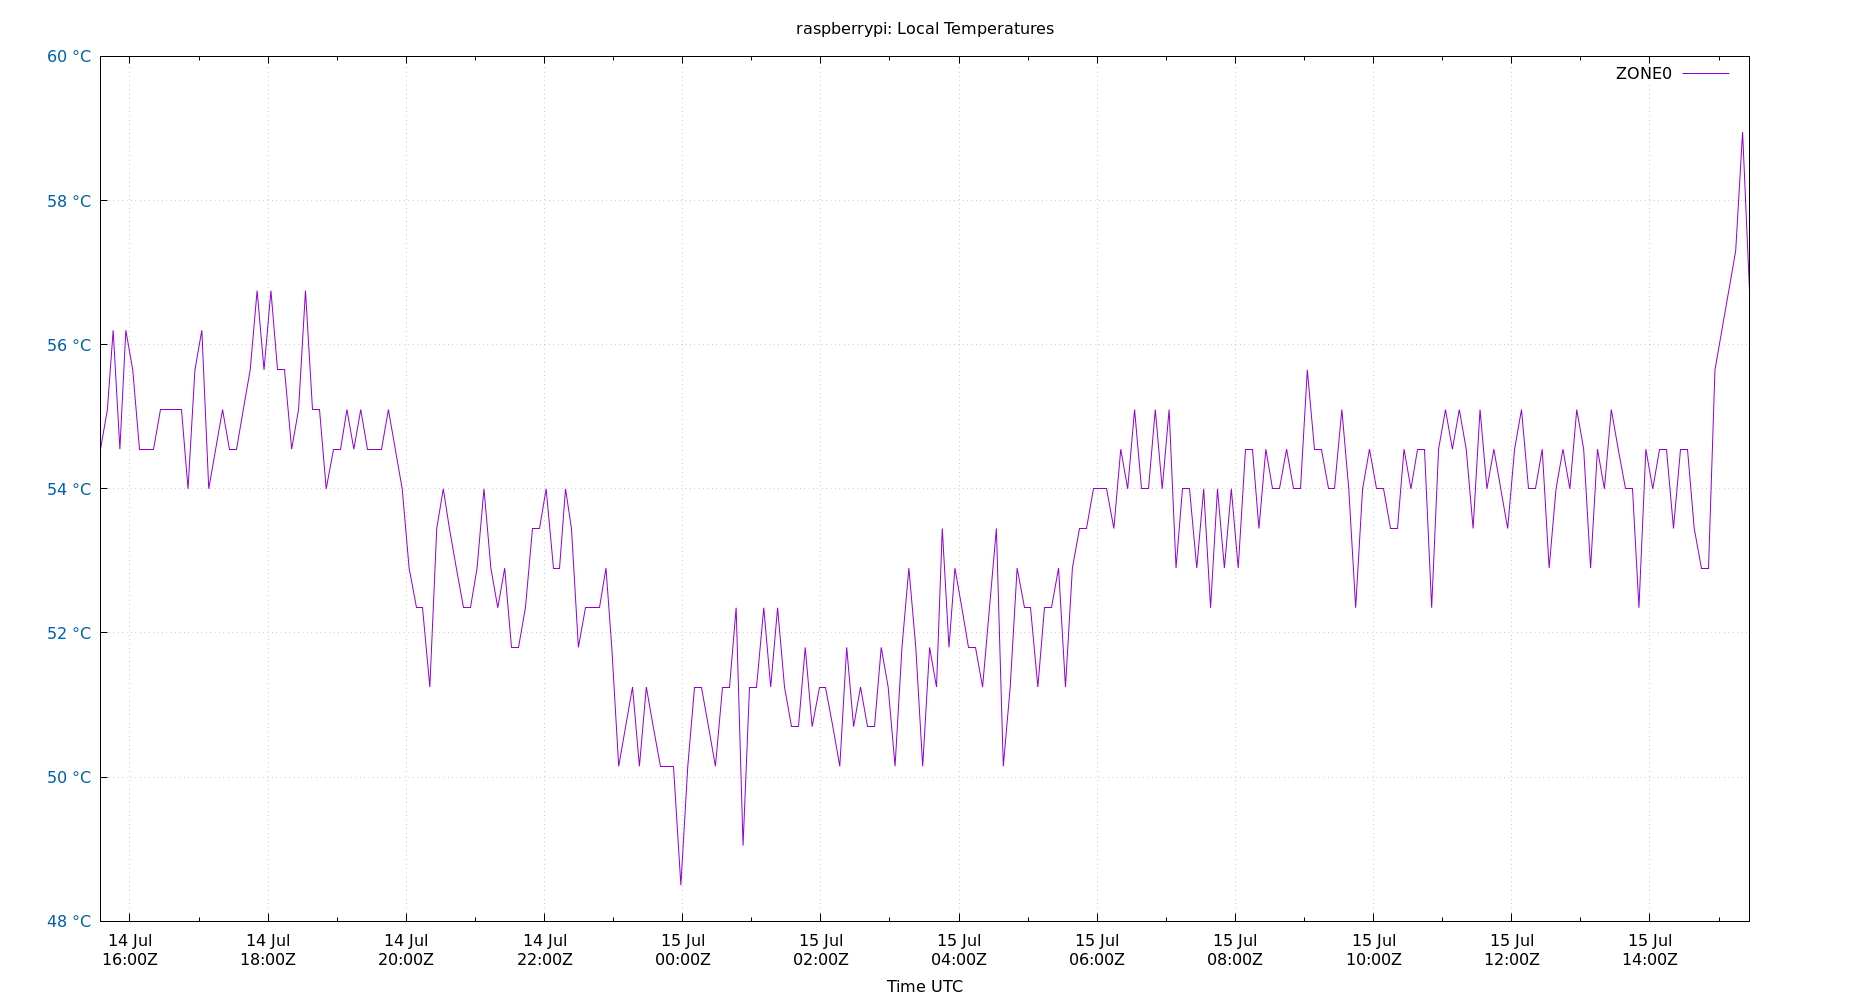 raspberrypi: Local Temperatures
60 °C
ZONE0
58 °C
56 °C
54 °C
52 °C
50 °C
48 °C
14 Jul 14 Jul 14 Jul 14 Jul 15 Jul 15 Jul 15 Jul 15 Jul 15 Jul 15 Jul 15 Jul 15 Jul
16:00Z 18:00Z 20:00Z 22:00Z 00:00Z 02:00Z 04:00Z 06:00Z 08:00Z 10:00Z 12:00Z 14:00Z
Time UTC